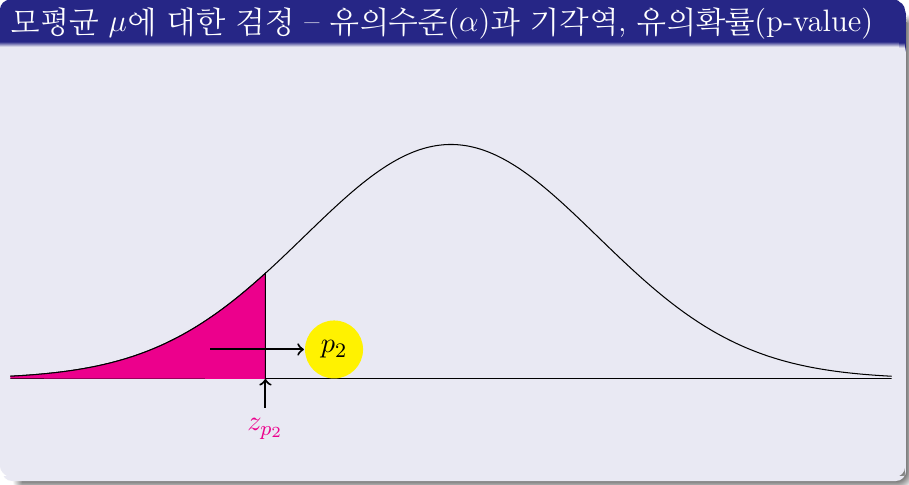 모평균 μ에 대한 검정 – 유의수준(α)과 기각역, 유의확률(p-value)
p₂
z_{p₂}